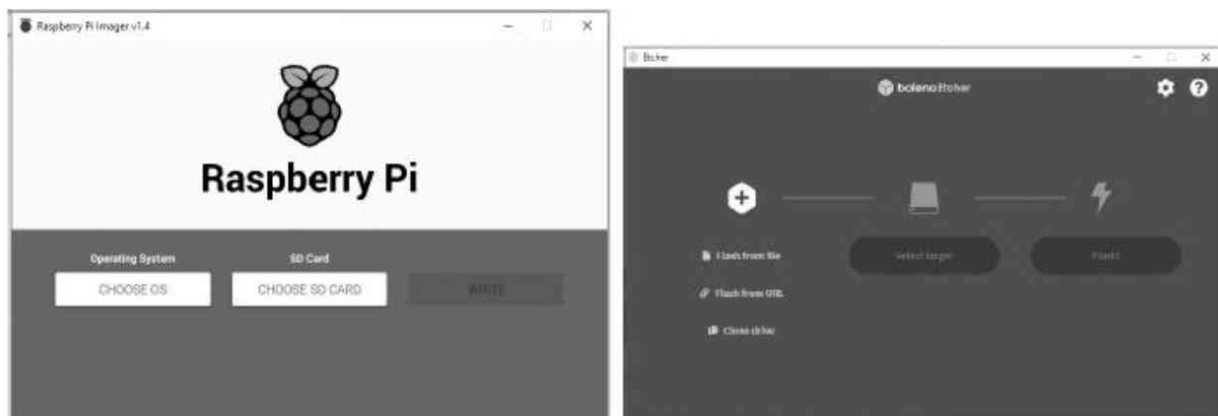 Raspberry Pi Imager v1.4
Raspberry Pi
Operating System
SD Card
CHOOSE OS
CHOOSE SD CARD
WRITE
Etcher
balenaEtcher
Flash from file
Select target
Flash!
Flash from URL
Clone drive